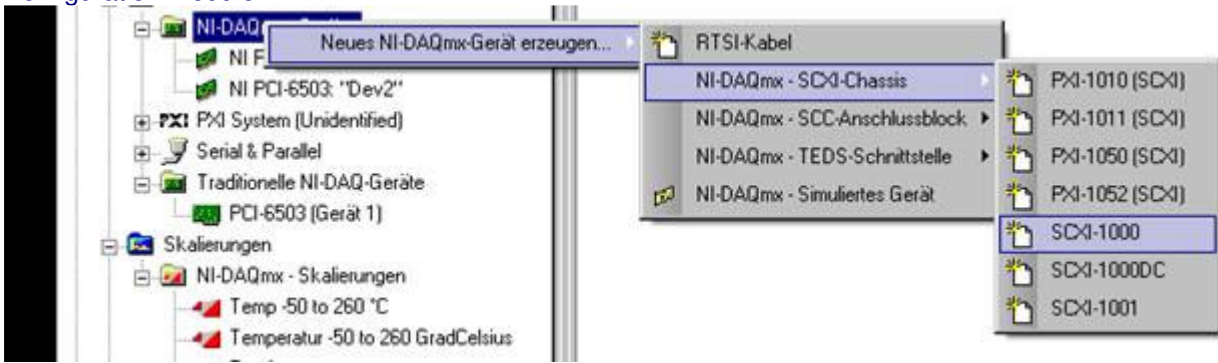 NI-DAQ
NI F
NI PCI-6503: "Dev2"
PXI PXI System (Unidentified)
Serial & Parallel
Traditionelle NI-DAQ-Geräte
PCI-6503 (Gerät 1)
Skalierungen
NI-DAQmx - Skalierungen
Temp -50 to 260 °C
Temperatur -50 to 260 GradCelsius
Neues NI-DAQmx-Gerät erzeugen...
RTSI-Kabel
NI-DAQmx - SCXI-Chassis
NI-DAQmx - SCC-Anschlussblock
NI-DAQmx - TEDS-Schnittstelle
NI-DAQmx - Simuliertes Gerät
PXI-1010 (SCXI)
PXI-1011 (SCXI)
PXI-1050 (SCXI)
PXI-1052 (SCXI)
SCXI-1000
SCXI-1000DC
SCXI-1001